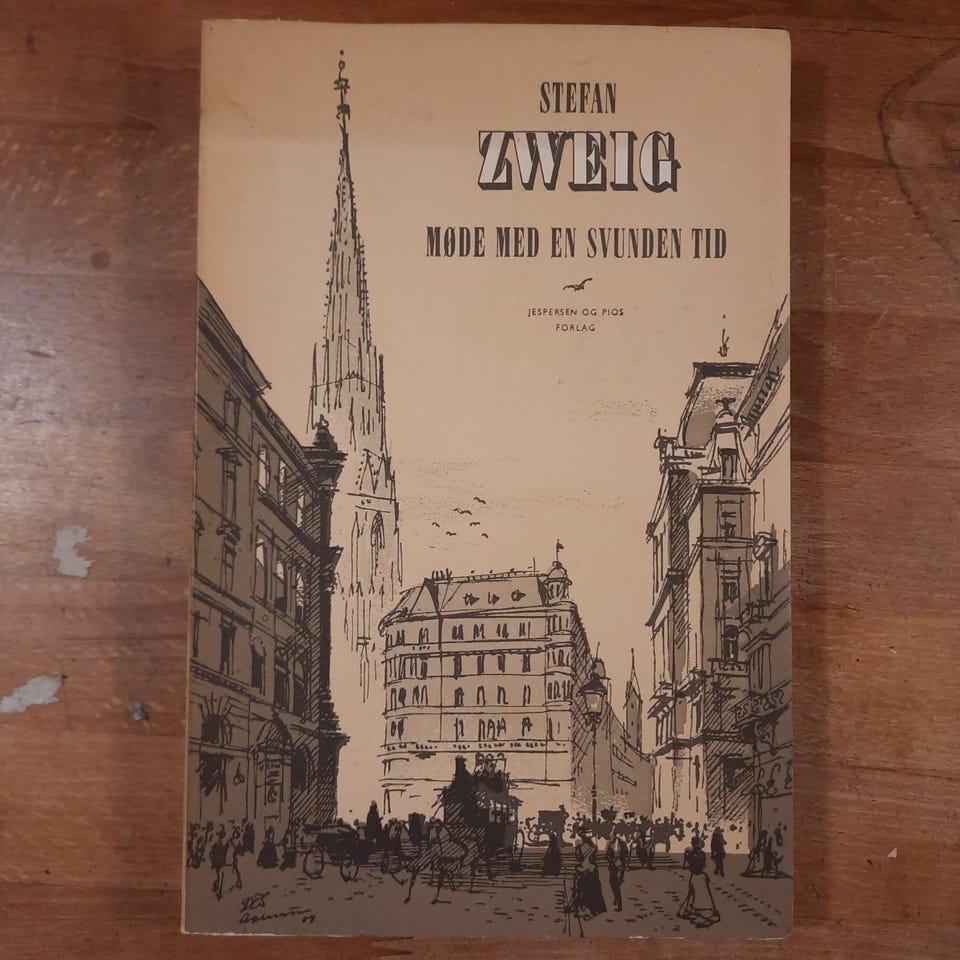 STEFAN
ZWEIG
MØDE MED EN SVUNDEN TID
JESPERSEN OG PIOS
FORLAG